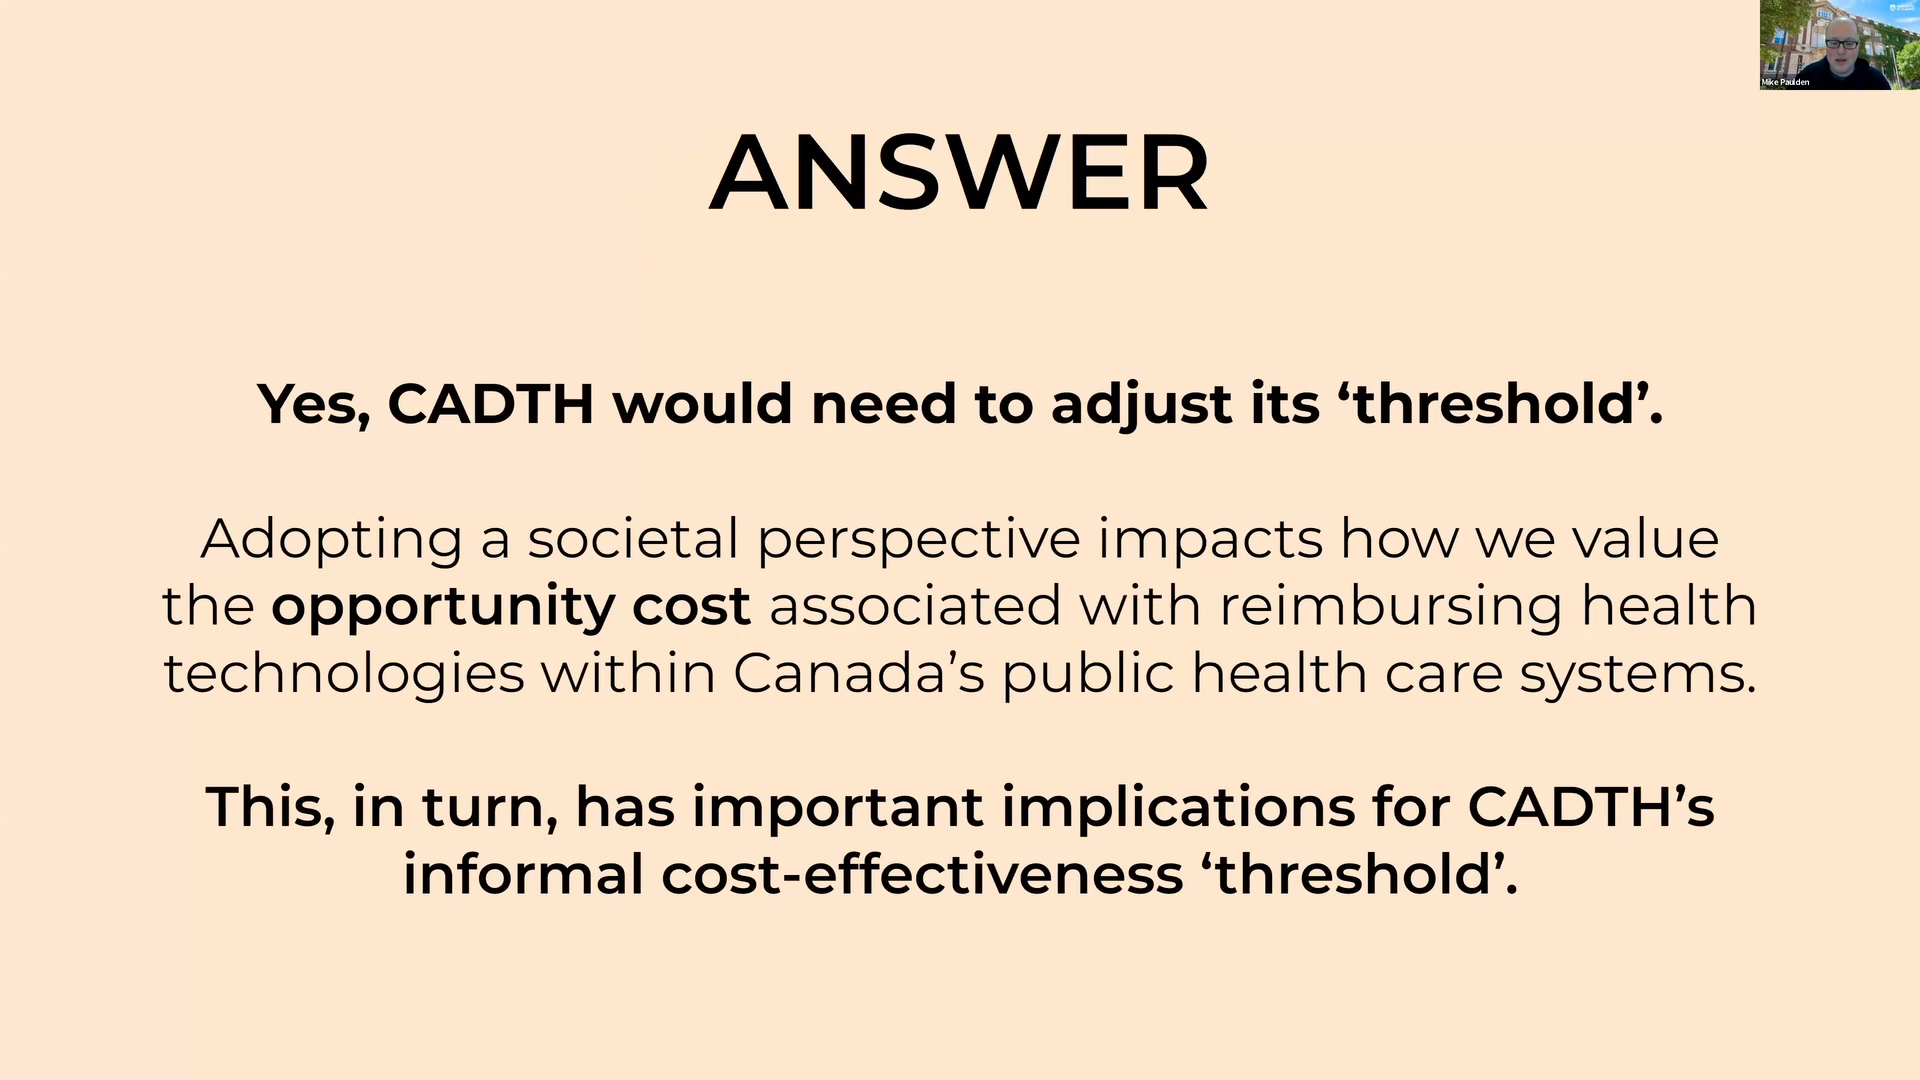 Mike Paulden
ANSWER
Yes, CADTH would need to adjust its ‘threshold’.
Adopting a societal perspective impacts how we value
the opportunity cost associated with reimbursing health
technologies within Canada’s public health care systems.
This, in turn, has important implications for CADTH’s
informal cost-effectiveness ‘threshold’.